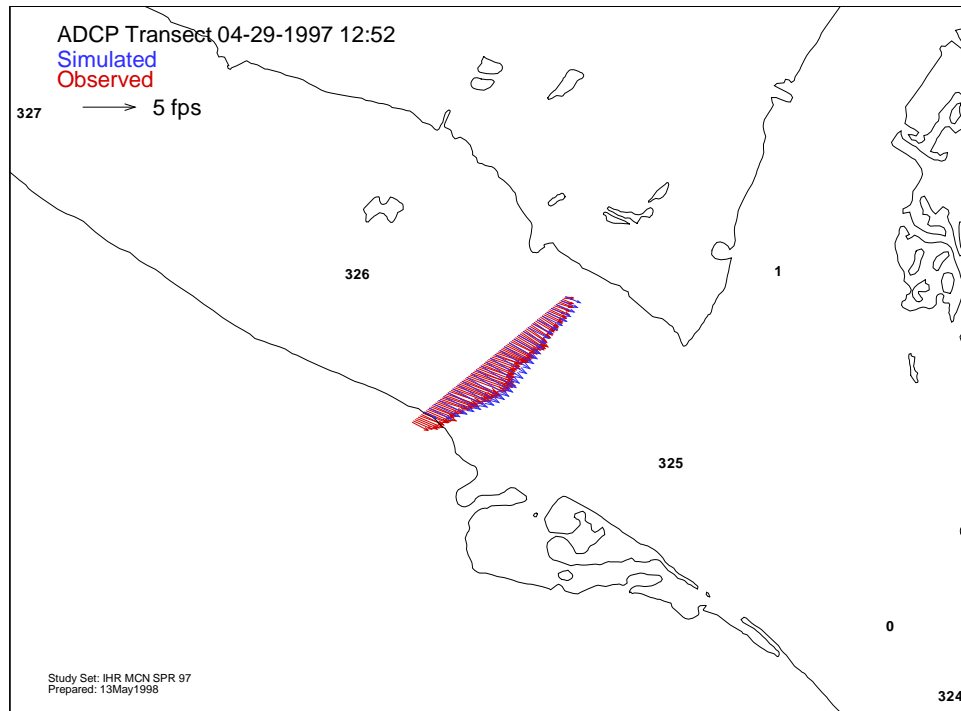 ADCP Transect 04-29-1997 12:52
Simulated
Observed
5 fps
327
326
1
325
0
324
Study Set: IHR MCN SPR 97
Prepared: 13May1998